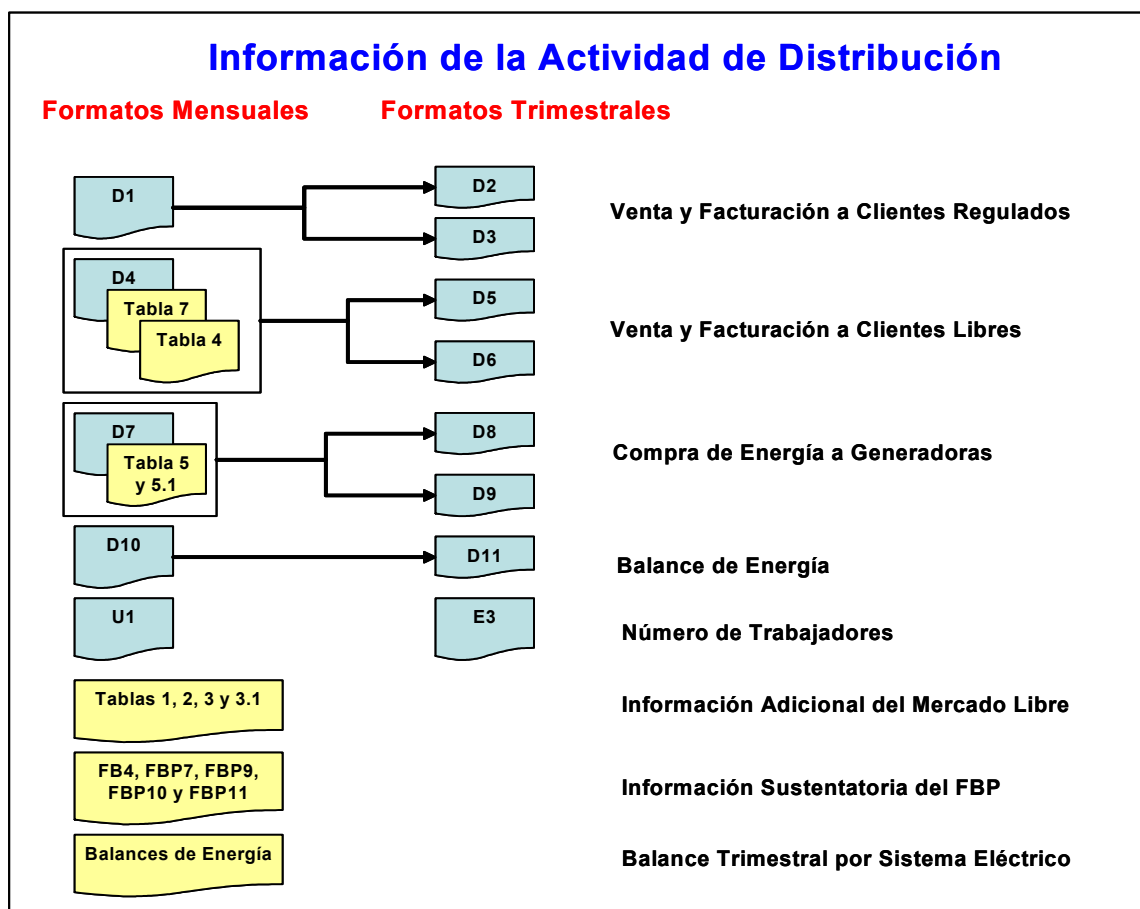 Información de la Actividad de Distribución
Formatos Mensuales
Formatos Trimestrales
D1
D2
D3
Venta y Facturación a Clientes Regulados
D4
Tabla 7
Tabla 4
D5
D6
Venta y Facturación a Clientes Libres
D7
Tabla 5
y 5.1
D8
D9
Compra de Energía a Generadoras
D10
D11
Balance de Energía
U1
E3
Número de Trabajadores
Tablas 1, 2, 3 y 3.1
Información Adicional del Mercado Libre
FB4, FBP7, FBP9,
FBP10 y FBP11
Información Sustentatoria del FBP
Balances de Energía
Balance Trimestral por Sistema Eléctrico